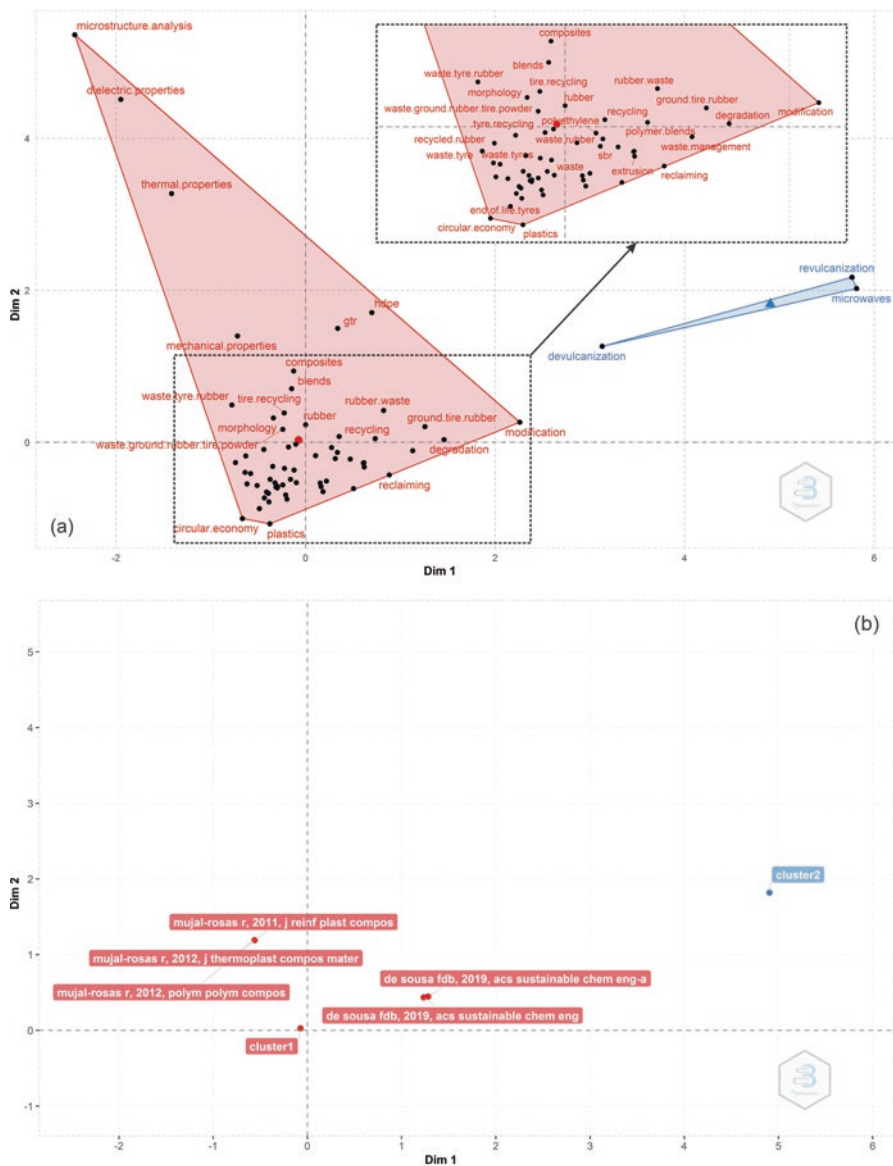 microstructure.analysis
dielectric.properties
thermal.properties
mechanical.properties
hdpe
gtr
composites
blends
waste.tyre.rubber
tire.recycling
morphology
rubber
waste.ground.rubber.tire.powder
rubber.waste
recycling
ground.tire.rubber
degradation
modification
reclaiming
circular.economy
plastics
composites
blends
waste.tyre.rubber
tire.recycling
morphology
rubber
waste.ground.rubber.tire.powder
rubber.waste
ground.tire.rubber
recycling
degradation
modification
polyethylene
tyre.recycling
polymer.blends
recycled.rubber
waste.rubber
waste.management
waste.tyre
waste.tyres
sbr
waste
extrusion
reclaiming
end.of.life.tyres
circular.economy
plastics
revulcanization
microwaves
devulcanization
4
2
0
Dim 2
(a)
-2
0
2
4
6
Dim 1
(b)
5
4
3
2
1
0
-1
Dim 2
cluster2
mujal-rosas r, 2011, j reinf plast compos
mujal-rosas r, 2012, j thermoplast compos mater
mujal-rosas r, 2012, polym polym compos
de sousa fdb, 2019, acs sustainable chem eng-a
de sousa fdb, 2019, acs sustainable chem eng
cluster1
-2
-1
0
1
2
3
4
5
6
Dim 1